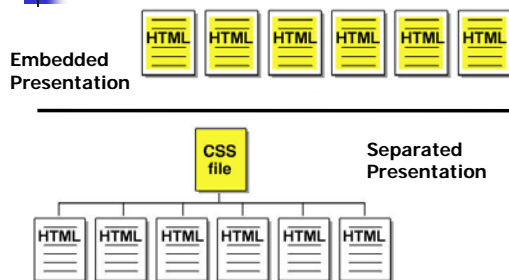 HTML HTML HTML HTML HTML HTML
Embedded
Presentation
CSS
file
Separated
Presentation
HTML HTML HTML HTML HTML HTML